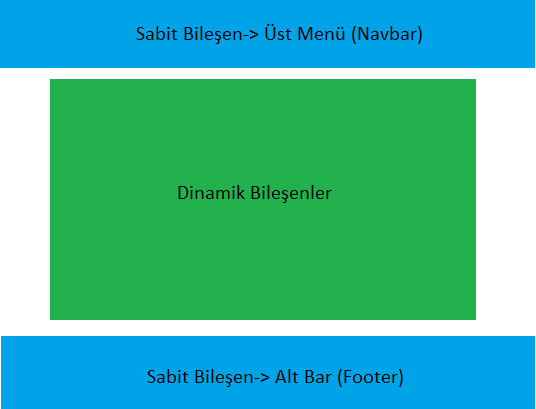 Sabit Bileşen-> Üst Menü (Navbar)
Dinamik Bileşenler
Sabit Bileşen-> Alt Bar (Footer)